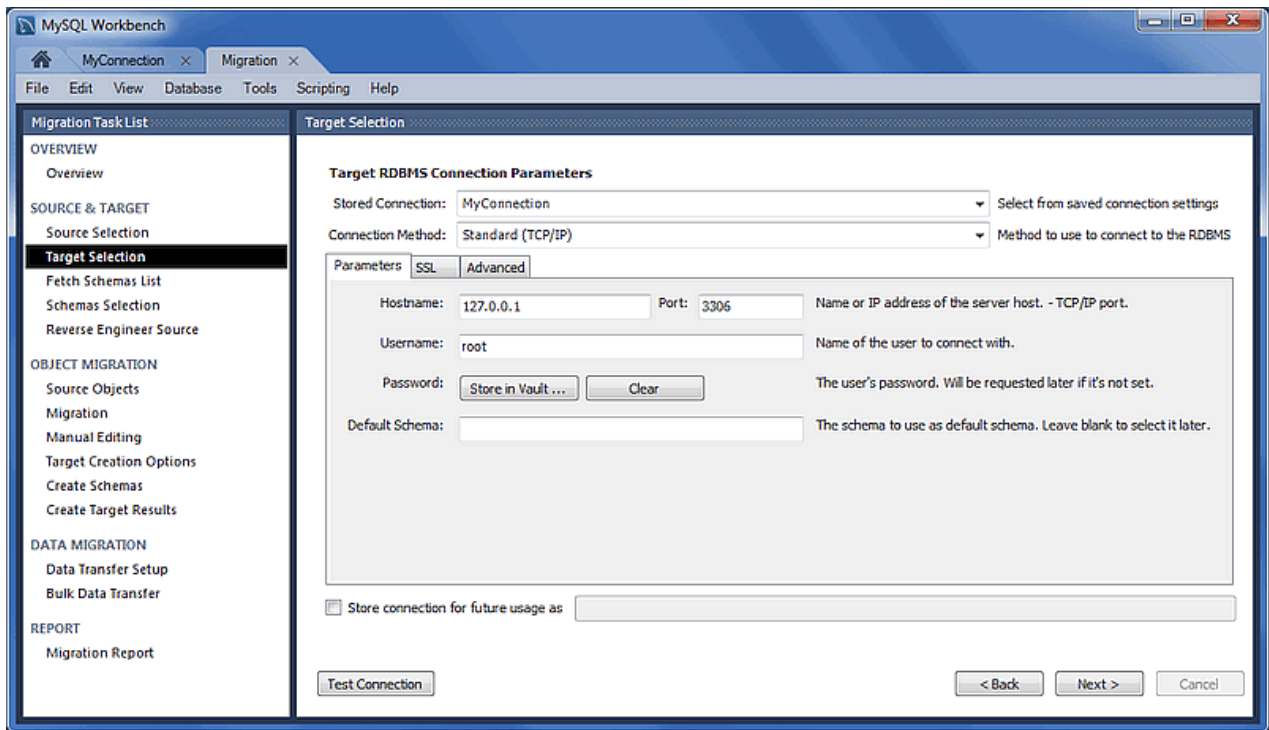 MySQL Workbench
MyConnection × Migration ×
File Edit View Database Tools Scripting Help
Migration Task List
OVERVIEW
Overview
SOURCE & TARGET
Source Selection
Target Selection
Fetch Schemas List
Schemas Selection
Reverse Engineer Source
OBJECT MIGRATION
Source Objects
Migration
Manual Editing
Target Creation Options
Create Schemas
Create Target Results
DATA MIGRATION
Data Transfer Setup
Bulk Data Transfer
REPORT
Migration Report
Target Selection
Target RDBMS Connection Parameters
Stored Connection: MyConnection Select from saved connection settings
Connection Method: Standard (TCP/IP) Method to use to connect to the RDBMS
Parameters SSL Advanced
Hostname: 127.0.0.1 Port: 3306 Name or IP address of the server host. - TCP/IP port.
Username: root Name of the user to connect with.
Password: Store in Vault ... Clear The user's password. Will be requested later if it's not set.
Default Schema: The schema to use as default schema. Leave blank to select it later.
Store connection for future usage as
Test Connection < Back Next > Cancel